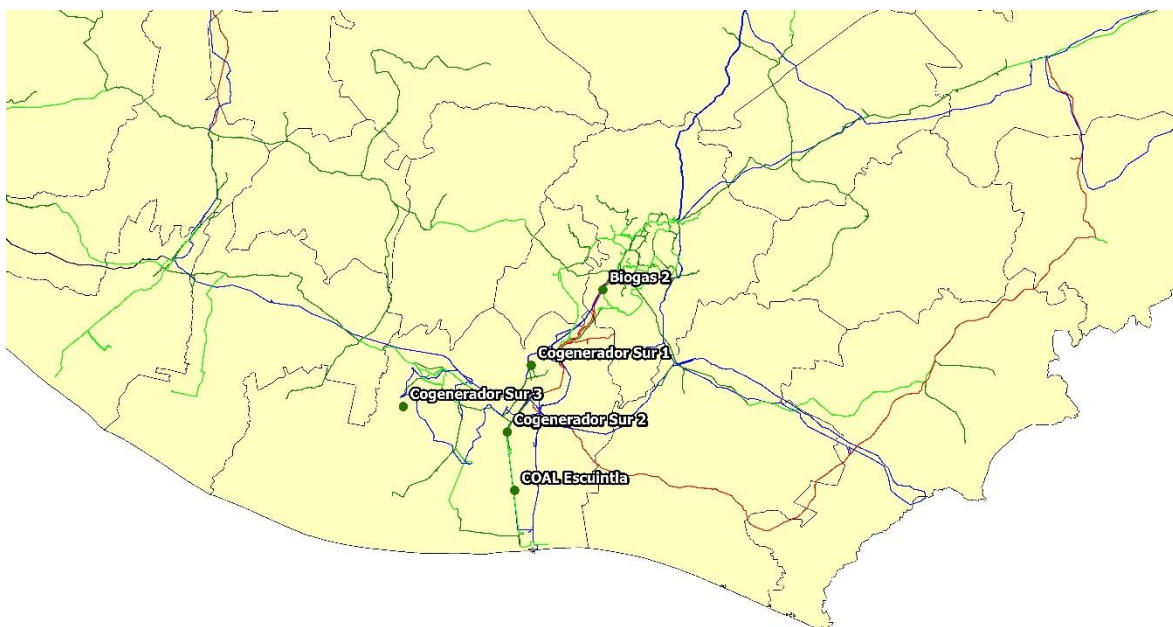 Biogas 2
Cogenerador Sur 1
Cogenerador Sur 3
Cogenerador Sur 2
COAL Escuintla